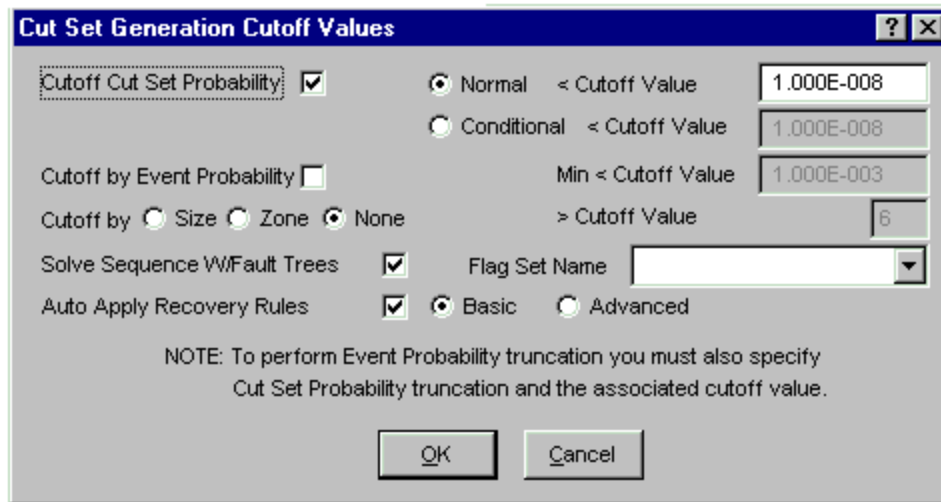 Cut Set Generation Cutoff Values
Cutoff Cut Set Probability Normal < Cutoff Value 1.000E-008
Conditional < Cutoff Value 1.000E-008
Cutoff by Event Probability Min < Cutoff Value 1.000E-003
Cutoff by Size Zone None > Cutoff Value 6
Solve Sequence W/Fault Trees Flag Set Name
Auto Apply Recovery Rules Basic Advanced
NOTE: To perform Event Probability truncation you must also specify
Cut Set Probability truncation and the associated cutoff value.
OK Cancel